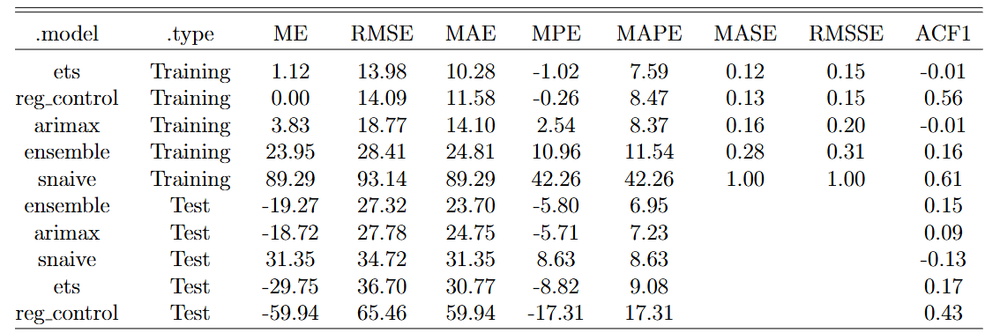 .model .type ME RMSE MAE MPE MAPE MASE RMSSE ACF1
ets Training 1.12 13.98 10.28 -1.02 7.59 0.12 0.15 -0.01
reg_control Training 0.00 14.09 11.58 -0.26 8.47 0.13 0.15 0.56
arimax Training 3.83 18.77 14.10 2.54 8.37 0.16 0.20 -0.01
ensemble Training 23.95 28.41 24.81 10.96 11.54 0.28 0.31 0.16
snaive Training 89.29 93.14 89.29 42.26 42.26 1.00 1.00 0.61
ensemble Test -19.27 27.32 23.70 -5.80 6.95 0.15
arimax Test -18.72 27.78 24.75 -5.71 7.23 0.09
snaive Test 31.35 34.72 31.35 8.63 8.63 -0.13
ets Test -29.75 36.70 30.77 -8.82 9.08 0.17
reg_control Test -59.94 65.46 59.94 -17.31 17.31 0.43